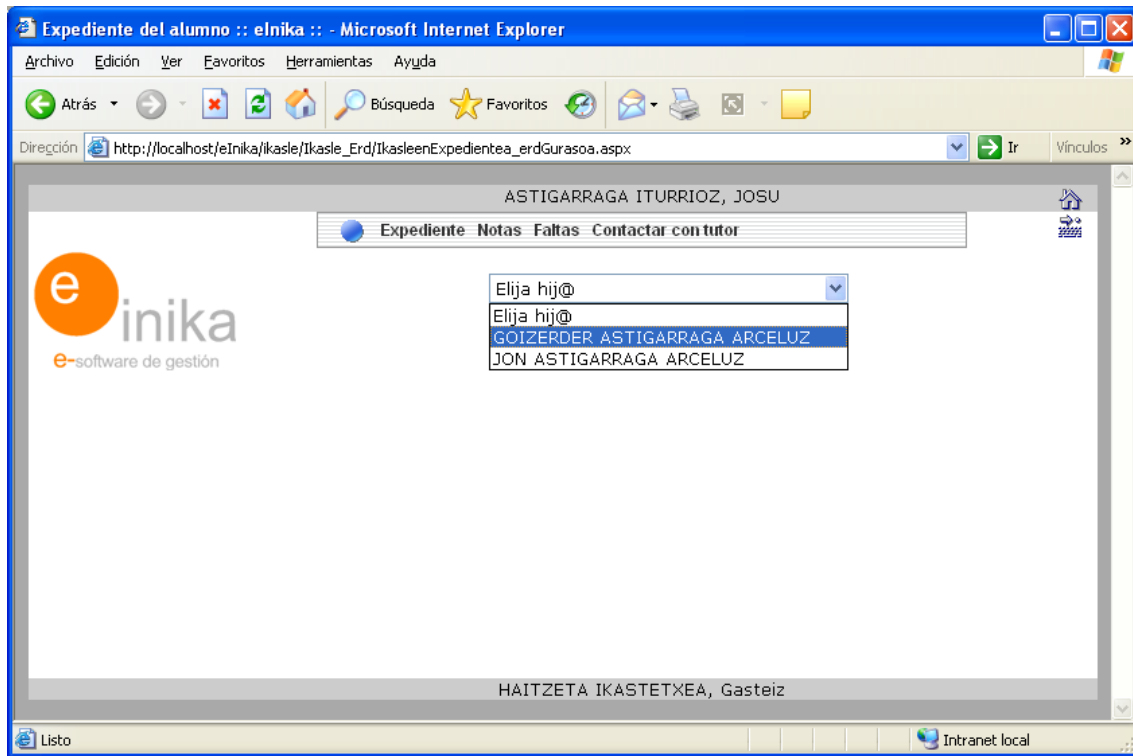 Expediente del alumno :: eInika :: - Microsoft Internet Explorer
Archivo Edición Ver Favoritos Herramientas Ayuda
Atrás Búsqueda Favoritos
Dirección http://localhost/eInika/ikasle/Ikasle_Erd/IkasleenExpedientea_erdGurasoa.aspx Ir Vínculos »
ASTIGARRAGA ITURRIOZ, JOSU
Expediente Notas Faltas Contactar con tutor
e inika
e-software de gestión
Elija hij@
Elija hij@
GOIZERDER ASTIGARRAGA ARCELUZ
JON ASTIGARRAGA ARCELUZ
HAITZETA IKASTETXEA, Gasteiz
Listo Intranet local